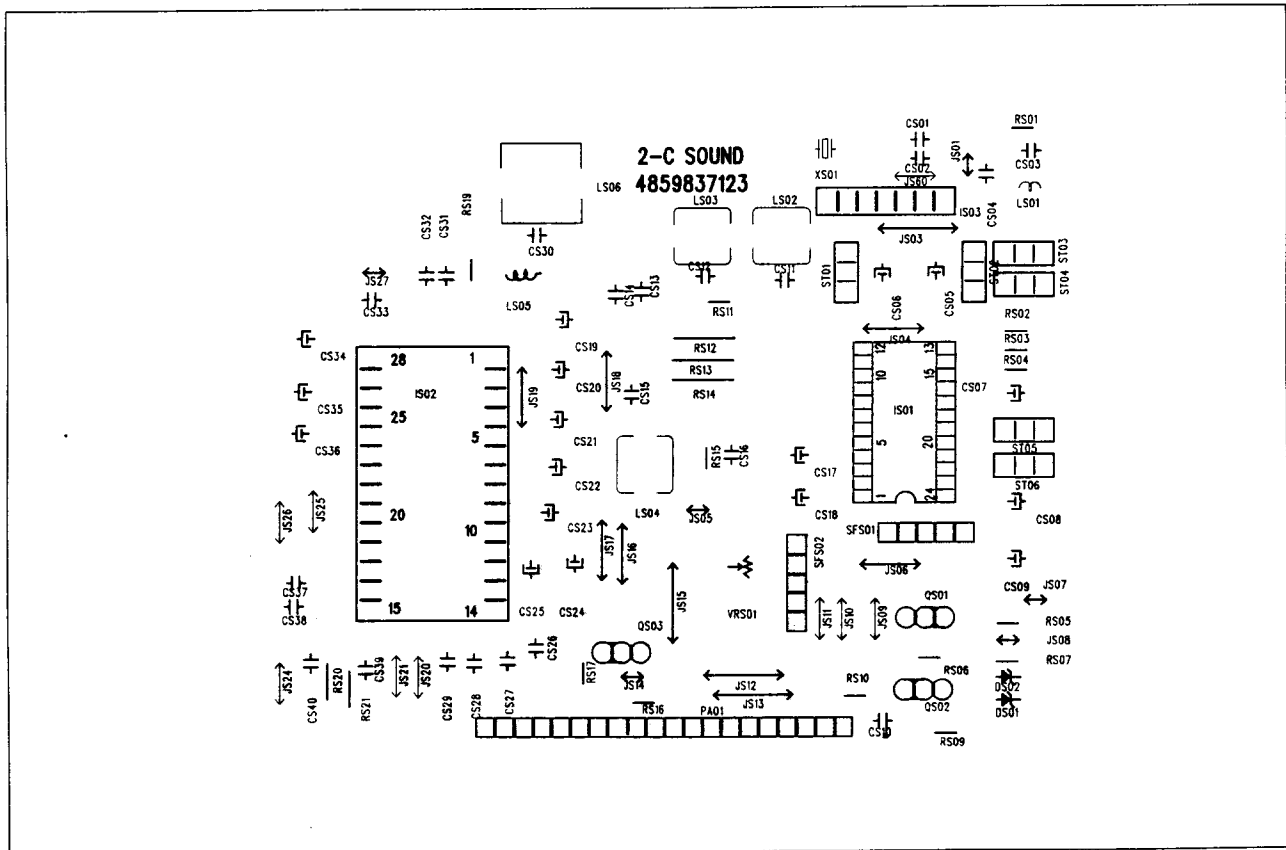 CS01
RS01
2-C SOUND
JS01
CS02
CS03
XS01
4859837123
JS60
LS06
RS19
LS03
LS02
LS01
CS04
IS03
CS32
CS31
JS03
CS30
ST03
ST01
ST02
ST04
CS12
CS11
JS27
CS14
CS13
LS05
CS33
RS11
CS06
CS05
RS02
CS34
CS19
RS12
JS04
RS03
12
13
28
1
RS04
IS02
CS20
JS18
RS13
10
15
JS19
CS15
RS14
CS07
CS35
25
IS01
5
CS21
5
20
CS36
RS15
CS16
ST05
CS17
CS22
ST06
1
24
JS26
JS25
20
LS04
JS05
CS18
CS08
10
CS23
JS17
JS16
SFS01
SFS02
JS06
CS37
JS15
CS09
JS07
CS38
15
14
CS25
CS24
VRS01
JS11
JS10
JS09
QS01
RS05
QS03
CS26
JS08
JS24
RS20
CS39
JS21
JS20
RS17
RS06
RS07
JS14
JS12
RS10
DS02
CS40
RS21
CS29
CS28
CS27
RS16
PA01
JS13
QS02
DS01
CS10
RS09